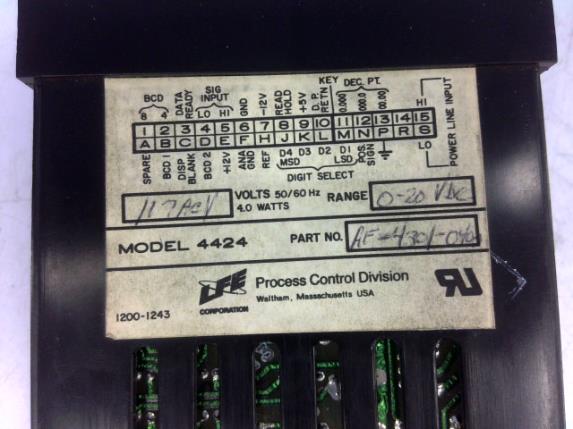 KEY
BCD
DATA READY
SIG INPUT
GND
-12V
READ HOLD
+5V
D.P. RETN
DEC. PT.
8 4 LO HI 0.000 000.0 00.00 HI
1 2 3 4 5 6 7 8 9 10 11 12 13 14 15
A B C D E F H J K L M N P R S
SPARE
BCD 1
DISP BLANK
BCD 2
+12V
ANA GND
REF
D4 MSD
D3
D2
D1 LSD
POS. SIGN
LO
POWER LINE INPUT
DIGIT SELECT
117 ACV VOLTS 50/60 Hz
4.0 WATTS
RANGE 0-20 VDC
MODEL 4424 PART NO.
LFE CORPORATION
Process Control Division
Waltham, Massachusetts USA
1200-1243